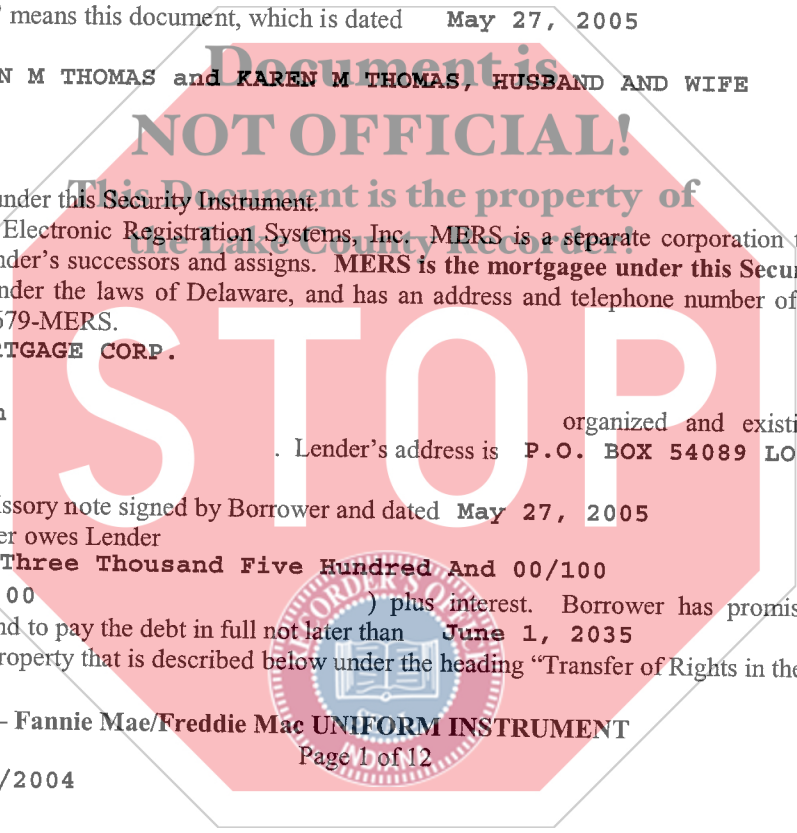 ” means this document, which is dated May 27, 2005
Document is
N M THOMAS and KAREN M THOMAS, HUSBAND AND WIFE
NOT OFFICIAL!
This Document is the property of
under this Security Instrument.
the Lake County Recorder!
Electronic Registration Systems, Inc. MERS is a separate corporation t
nder’s successors and assigns. MERS is the mortgagee under this Secu
nder the laws of Delaware, and has an address and telephone number of
679-MERS.
RTGAGE CORP.
STOP
n
organized and existi
. Lender’s address is P.O. BOX 54089 LO
issory note signed by Borrower and dated May 27, 2005
er owes Lender
Three Thousand Five Hundred And 00/100
00 ) plus interest. Borrower has promis
nd to pay the debt in full not later than June 1, 2035
roperty that is described below under the heading “Transfer of Rights in the
RECORDER'S OFFICE
SEAL
INDIANA
– Fannie Mae/Freddie Mac UNIFORM INSTRUMENT
Page 1 of 12
/2004